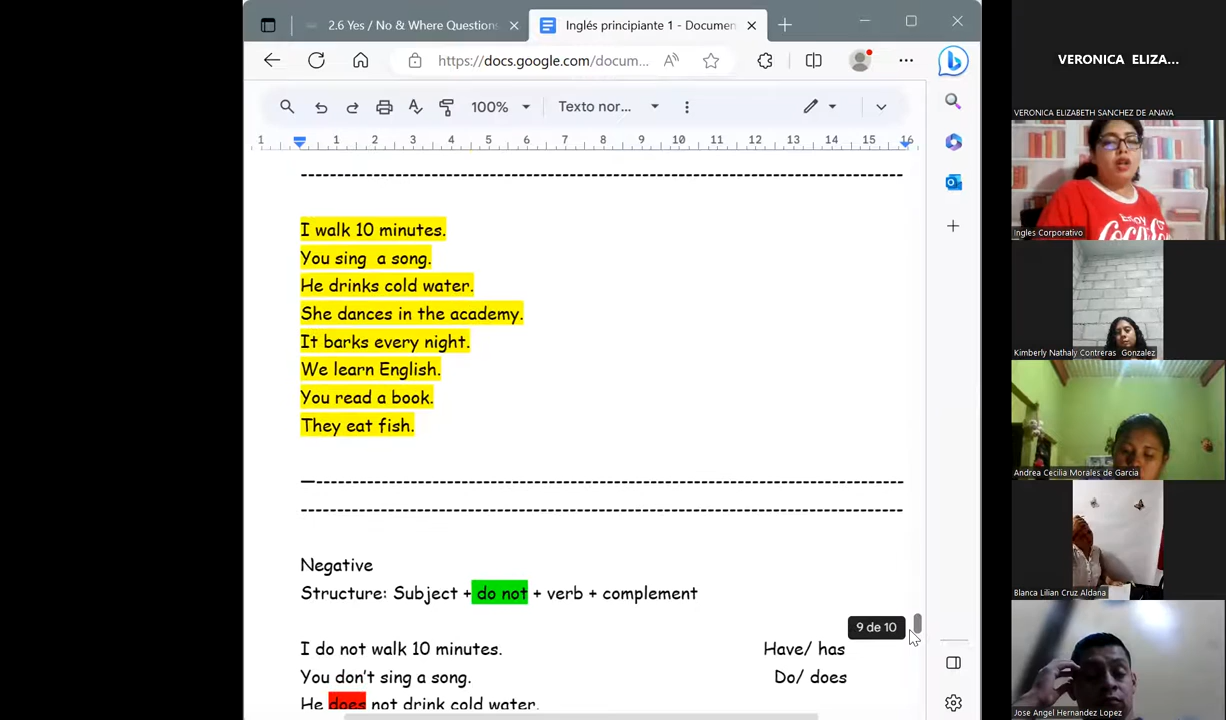 2.6 Yes / No & Where Questions
Inglés principiante 1 - Documen
https://docs.google.com/docum...
100%
Texto nor...
1 1 2 3 4 5 6 7 8 9 10 11 12 13 14 15 16
I walk 10 minutes.
You sing a song.
He drinks cold water.
She dances in the academy.
It barks every night.
We learn English.
You read a book.
They eat fish.
Negative
Structure: Subject + do not + verb + complement
I do not walk 10 minutes.
Have/ has
You don't sing a song.
Do/ does
He does not drink cold water.
9 de 10
VERONICA ELIZA...
VERONICA ELIZABETH SANCHEZ DE ANAYA
Enjoy
Coca
Ingles Corporativo
Kimberly Nathaly Contreras Gonzalez
Andrea Cecilia Morales de Garcia
Blanca Lilian Cruz Aldana
Jose Angel Hernandez Lopez